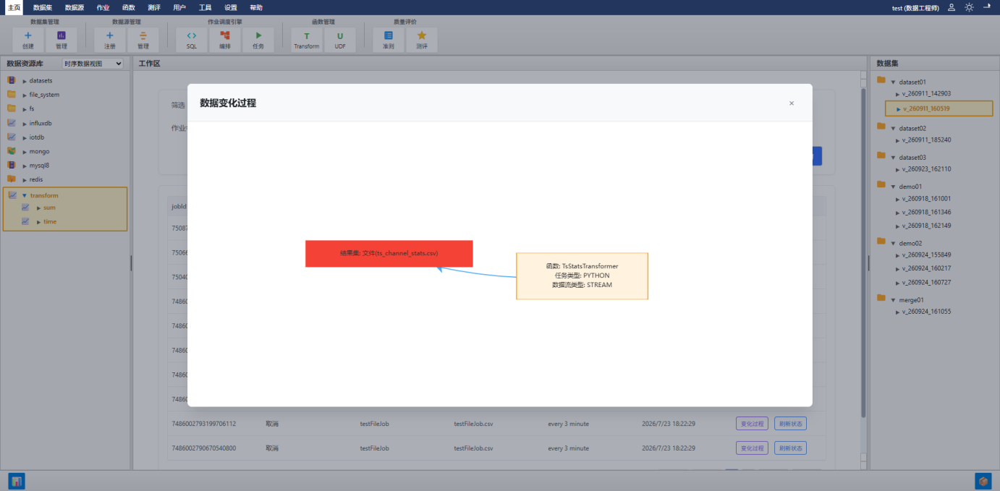 主页 数据集 数据源 作业 函数 测评 用户 工具 设置 帮助 test (数据工程师)
数据集管理 数据源管理 作业调度引擎 函数管理 质量评价
创建 管理 注册 管理 SQL 编排 任务 T Transform U UDF 准则 测评
数据资源库 时序数据视图
datasets
file_system
fs
influxdb
iotdb
mongo
mysql8
redis
transform
sum
time
工作区
筛选
作业
jobId
75087
75066
75040
74860
74860
74860
74860
74860
7486002793199706112 取消 testFileJob testFileJob.csv every 3 minute 2026/7/23 18:22:29 变化过程 刷新状态
7486002790670540800 取消 testFileJob testFileJob.csv every 3 minute 2026/7/23 18:22:29 变化过程 刷新状态
数据变化过程 ×
结果集: 文件(ts_channel_stats.csv)
函数: TsStatsTransformer
任务类型: PYTHON
数据流类型: STREAM
数据集
dataset01
v_260911_142903
v_260911_160519
dataset02
v_260911_185240
dataset03
v_260923_162110
demo01
v_260918_161001
v_260918_161346
v_260918_162149
demo02
v_260924_155849
v_260924_160217
v_260924_160727
merge01
v_260924_161055